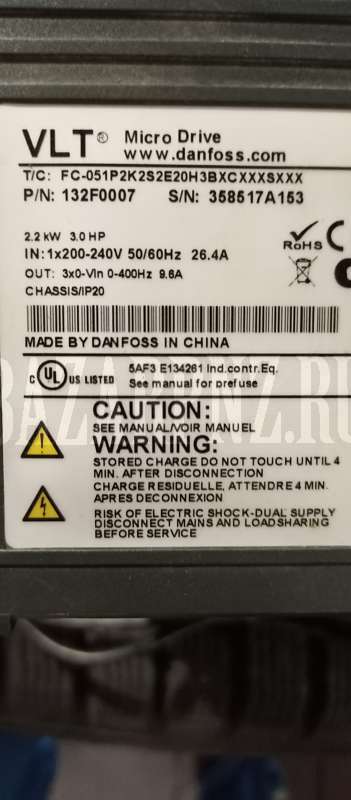 VLT® Micro Drive
www.danfoss.com
T/C: FC-051P2K2S2E20H3BXCXXXSXXX
P/N: 132F0007 S/N: 358517A153
2.2 kW 3.0 HP
IN: 1x200-240V 50/60Hz 26.4A
OUT: 3x0-Vin 0-400Hz 9.6A
CHASSIS/IP20
RoHS
MADE BY DANFOSS IN CHINA
C UL US LISTED 5AF3 E134261 Ind.contr.Eq.
See manual for prefuse
CAUTION:
SEE MANUAL/VOIR MANUEL
WARNING:
STORED CHARGE DO NOT TOUCH UNTIL 4
MIN. AFTER DISCONNECTION
CHARGE RESIDUELLE, ATTENDRE 4 MIN.
APRES DECONNEXION
RISK OF ELECTRIC SHOCK-DUAL SUPPLY
DISCONNECT MAINS AND LOADSHARING
BEFORE SERVICE
BAZARPNZ.RU